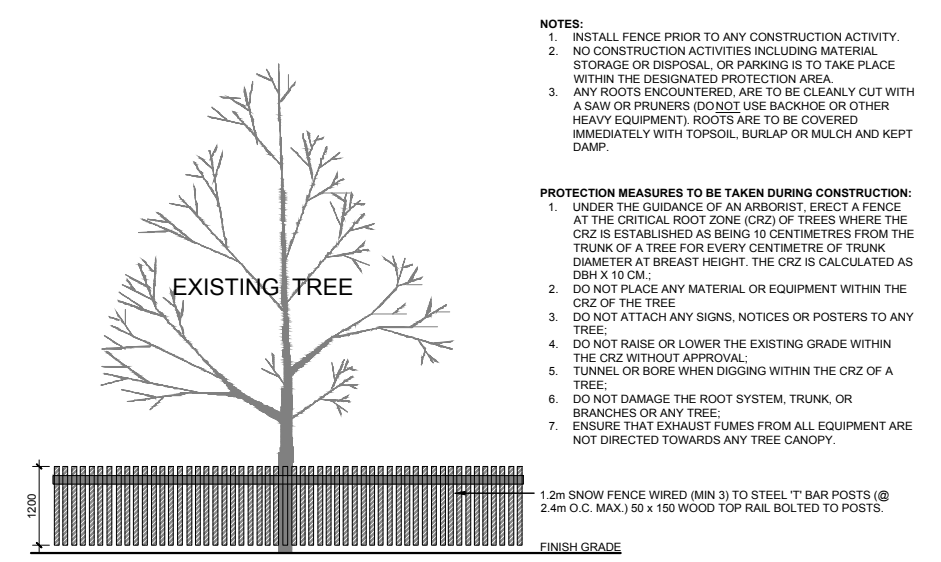 NOTES:
1. INSTALL FENCE PRIOR TO ANY CONSTRUCTION ACTIVITY.
2. NO CONSTRUCTION ACTIVITIES INCLUDING MATERIAL
STORAGE OR DISPOSAL, OR PARKING IS TO TAKE PLACE
WITHIN THE DESIGNATED PROTECTION AREA.
3. ANY ROOTS ENCOUNTERED, ARE TO BE CLEANLY CUT WITH
A SAW OR PRUNERS (DO NOT USE BACKHOE OR OTHER
HEAVY EQUIPMENT). ROOTS ARE TO BE COVERED
IMMEDIATELY WITH TOPSOIL, BURLAP OR MULCH AND KEPT
DAMP.
PROTECTION MEASURES TO BE TAKEN DURING CONSTRUCTION:
1. UNDER THE GUIDANCE OF AN ARBORIST, ERECT A FENCE
AT THE CRITICAL ROOT ZONE (CRZ) OF TREES WHERE THE
CRZ IS ESTABLISHED AS BEING 10 CENTIMETRES FROM THE
TRUNK OF A TREE FOR EVERY CENTIMETRE OF TRUNK
DIAMETER AT BREAST HEIGHT. THE CRZ IS CALCULATED AS
DBH X 10 CM.;
2. DO NOT PLACE ANY MATERIAL OR EQUIPMENT WITHIN THE
CRZ OF THE TREE
3. DO NOT ATTACH ANY SIGNS, NOTICES OR POSTERS TO ANY
TREE;
4. DO NOT RAISE OR LOWER THE EXISTING GRADE WITHIN
THE CRZ WITHOUT APPROVAL;
5. TUNNEL OR BORE WHEN DIGGING WITHIN THE CRZ OF A
TREE;
6. DO NOT DAMAGE THE ROOT SYSTEM, TRUNK, OR
BRANCHES OR ANY TREE;
7. ENSURE THAT EXHAUST FUMES FROM ALL EQUIPMENT ARE
NOT DIRECTED TOWARDS ANY TREE CANOPY.
EXISTING TREE
1200
1.2m SNOW FENCE WIRED (MIN 3) TO STEEL 'T' BAR POSTS (@
2.4m O.C. MAX.) 50 x 150 WOOD TOP RAIL BOLTED TO POSTS.
FINISH GRADE